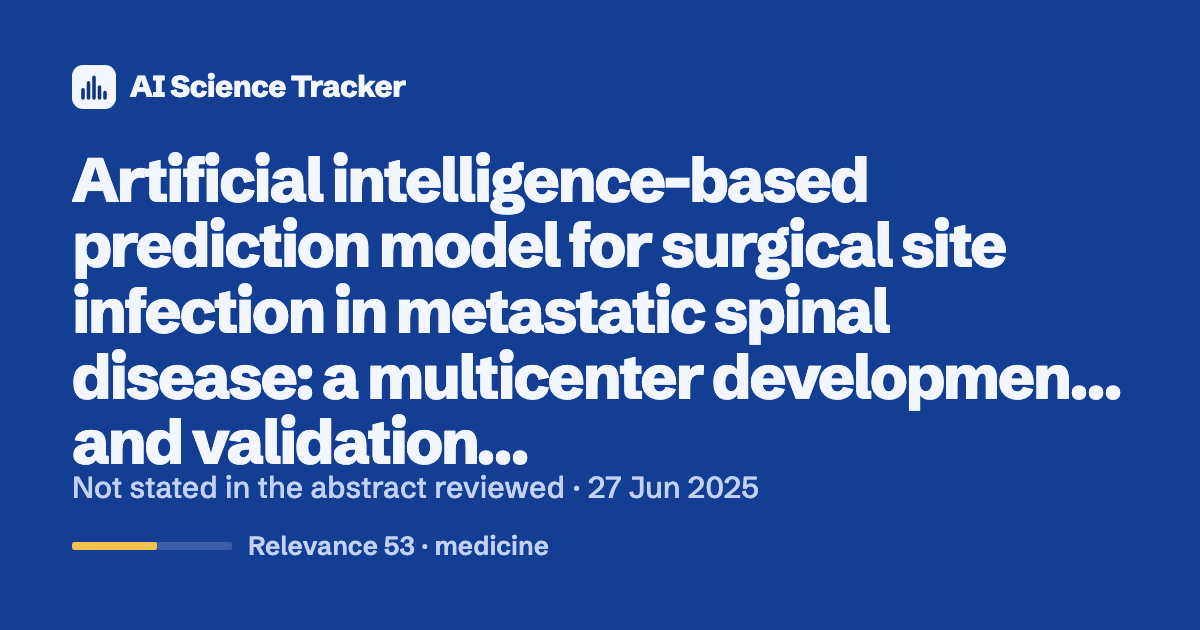 AI Science Tracker
Artificial intelligence-based
prediction model for surgical site
infection in metastatic spinal
disease: a multicenter developmen...
and validation...
Not stated in the abstract reviewed · 27 Jun 2025
Relevance 53 · medicine